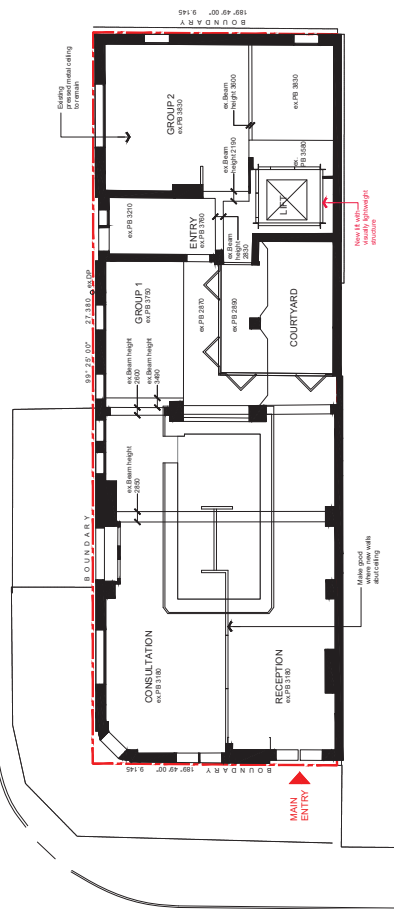 BOUNDARY
189° 49' 00" 9.145
Existing
pressed metal ceiling
to remain
GROUP 2
ex.PB 3830
ex Beam
height 3600
ex.PB 3830
ex Beam
height 2190
ex.
PB 3580
LIFT
New lift with
visually lightweight
structure
ex.PB 3210
ENTRY
ex.PB 3760
ex.Beam
height
2830
99° 25' 00" 27.380
ex.DP
GROUP 1
ex.PB 3750
ex.PB 2870
ex.PB 2890
COURTYARD
ex.Beam height
2600
ex.Beam height
3490
ex.Beam height
2850
BOUNDARY
CONSULTATION
ex.PB 3180
RECEPTION
ex.PB 3180
Make good
where new walls
abut ceiling
BOUNDARY
189° 49' 00" 9.145
MAIN
ENTRY